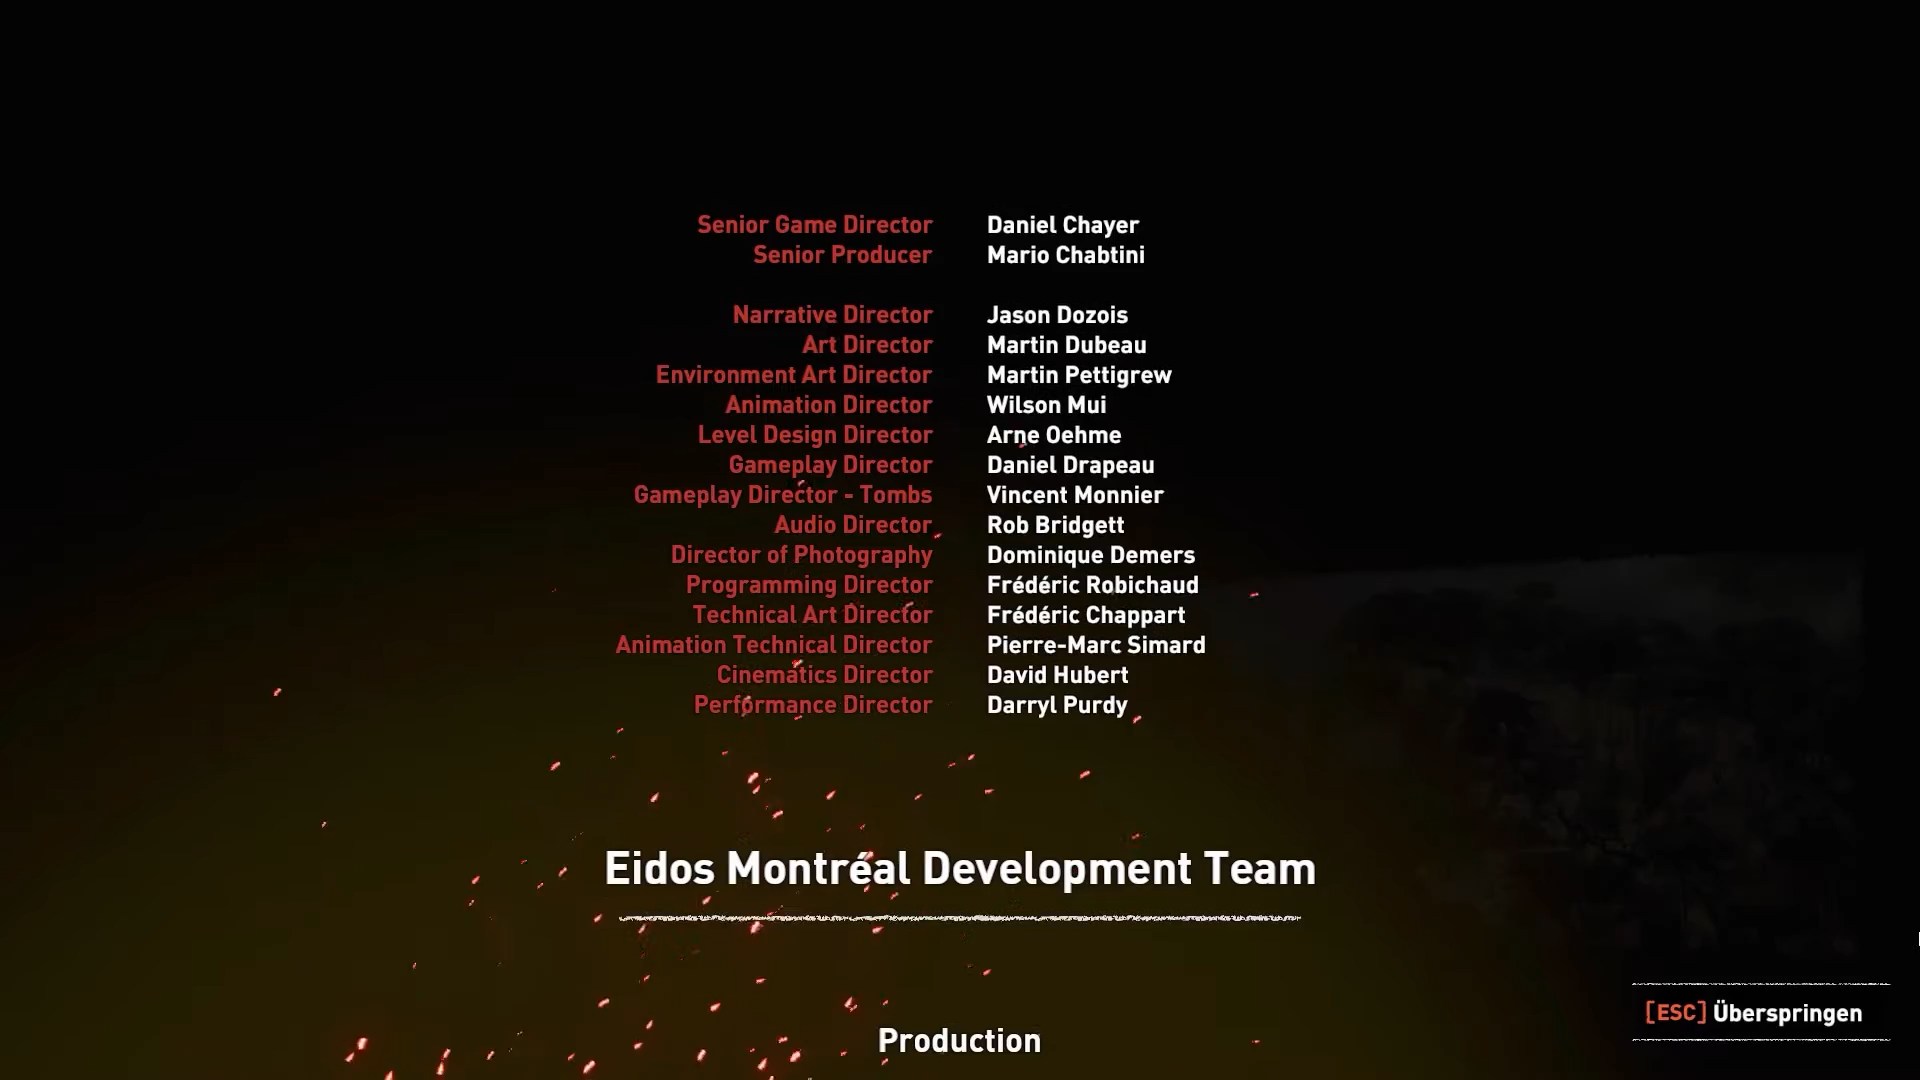 Senior Game Director Daniel Chayer
Senior Producer Mario Chabtini
Narrative Director Jason Dozois
Art Director Martin Dubeau
Environment Art Director Martin Pettigrew
Animation Director Wilson Mui
Level Design Director Arne Oehme
Gameplay Director Daniel Drapeau
Gameplay Director - Tombs Vincent Monnier
Audio Director Rob Bridgett
Director of Photography Dominique Demers
Programming Director Frédéric Robichaud
Technical Art Director Frédéric Chappart
Animation Technical Director Pierre-Marc Simard
Cinematics Director David Hubert
Performance Director Darryl Purdy
Eidos Montréal Development Team
Production
[ESC] Überspringen